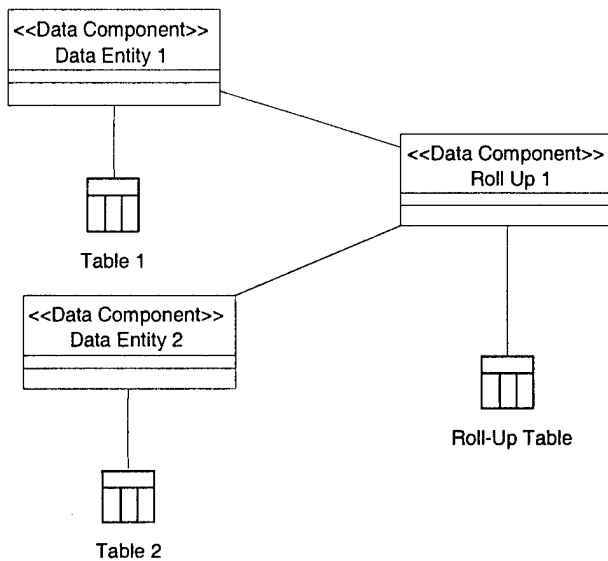 <<Data Component>>
Data Entity 1
Table 1
<<Data Component>>
Roll Up 1
<<Data Component>>
Data Entity 2
Roll-Up Table
Table 2